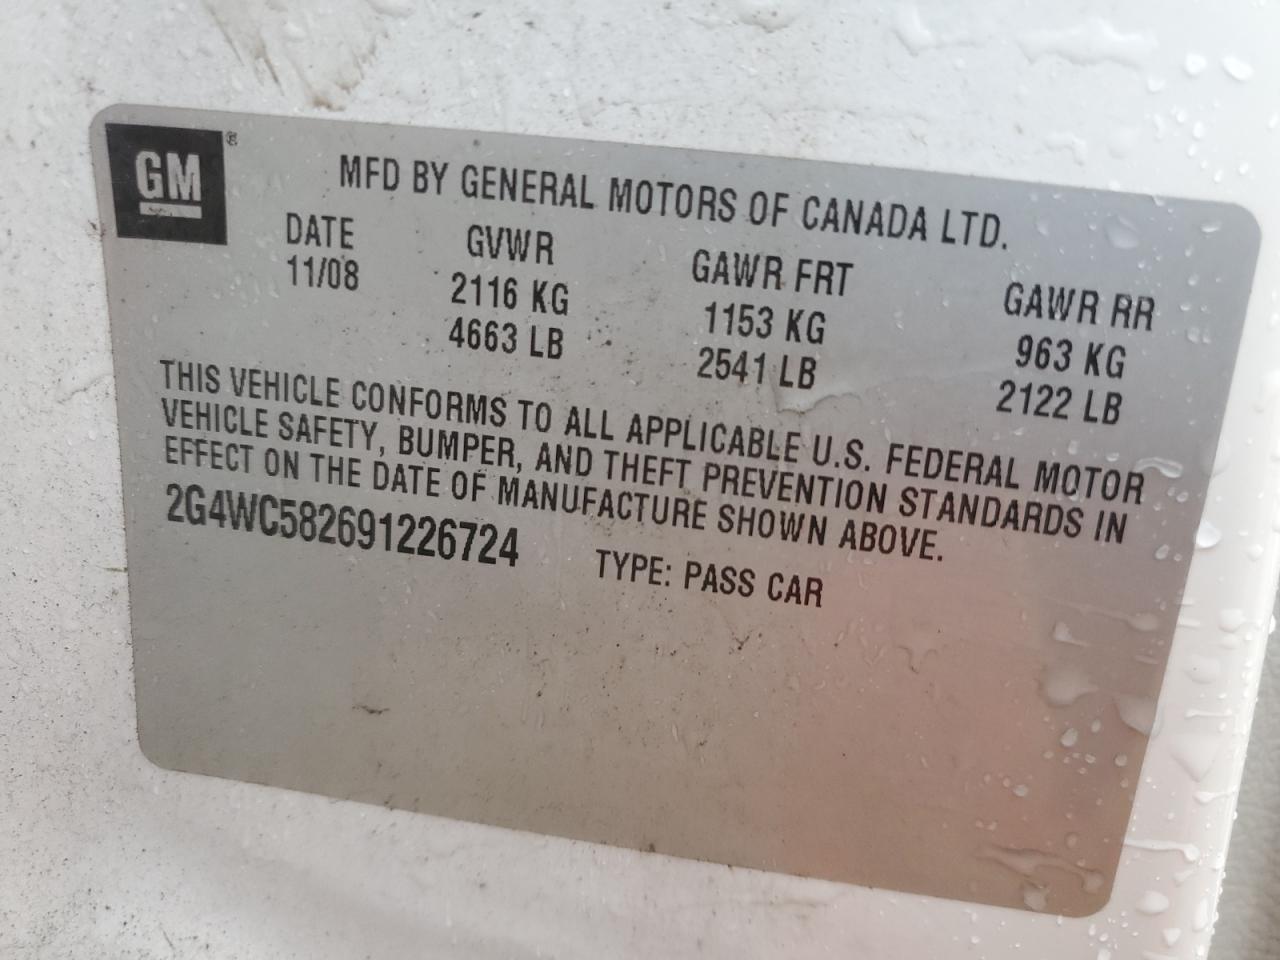 GM®
MFD BY GENERAL MOTORS OF CANADA LTD.
DATE GVWR GAWR FRT GAWR RR
11/08 2116 KG 1153 KG 963 KG
4663 LB 2541 LB 2122 LB
THIS VEHICLE CONFORMS TO ALL APPLICABLE U.S. FEDERAL MOTOR
VEHICLE SAFETY, BUMPER, AND THEFT PREVENTION STANDARDS IN
EFFECT ON THE DATE OF MANUFACTURE SHOWN ABOVE.
2G4WC582691226724 TYPE: PASS CAR